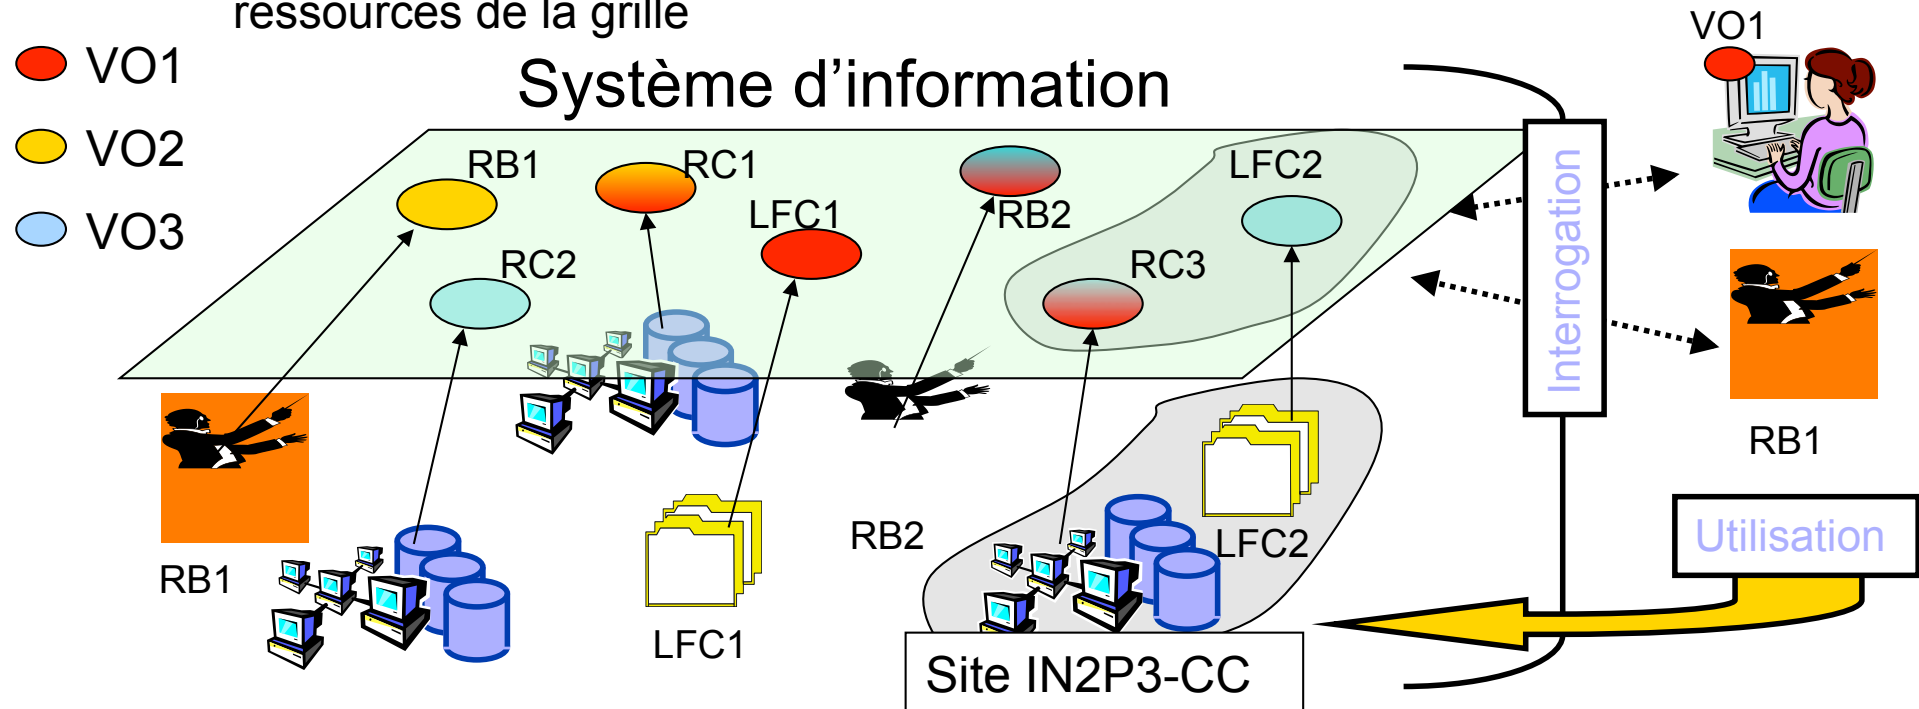 ressources de la grille
VO1
VO2
VO3
Système d’information
VO1
RB1
RC1
LFC1
RB2
LFC2
RC2
RC3
Interrogation
RB1
RB1
LFC1
RB2
LFC2
Utilisation
Site IN2P3-CC